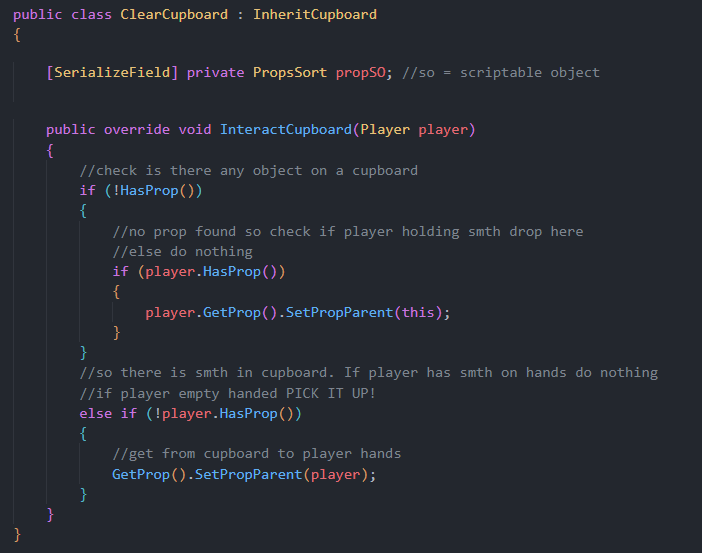 public class ClearCupboard : InheritCupboard
{
[SerializeField] private PropsSort propSO; //so = scriptable object
public override void InteractCupboard(Player player)
{
//check is there any object on a cupboard
if (!HasProp())
{
//no prop found so check if player holding smth drop here
//else do nothing
if (player.HasProp())
{
player.GetProp().SetPropParent(this);
}
}
//so there is smth in cupboard. If player has smth on hands do nothing
//if player empty handed PICK IT UP!
else if (!player.HasProp())
{
//get from cupboard to player hands
GetProp().SetPropParent(player);
}
}
}